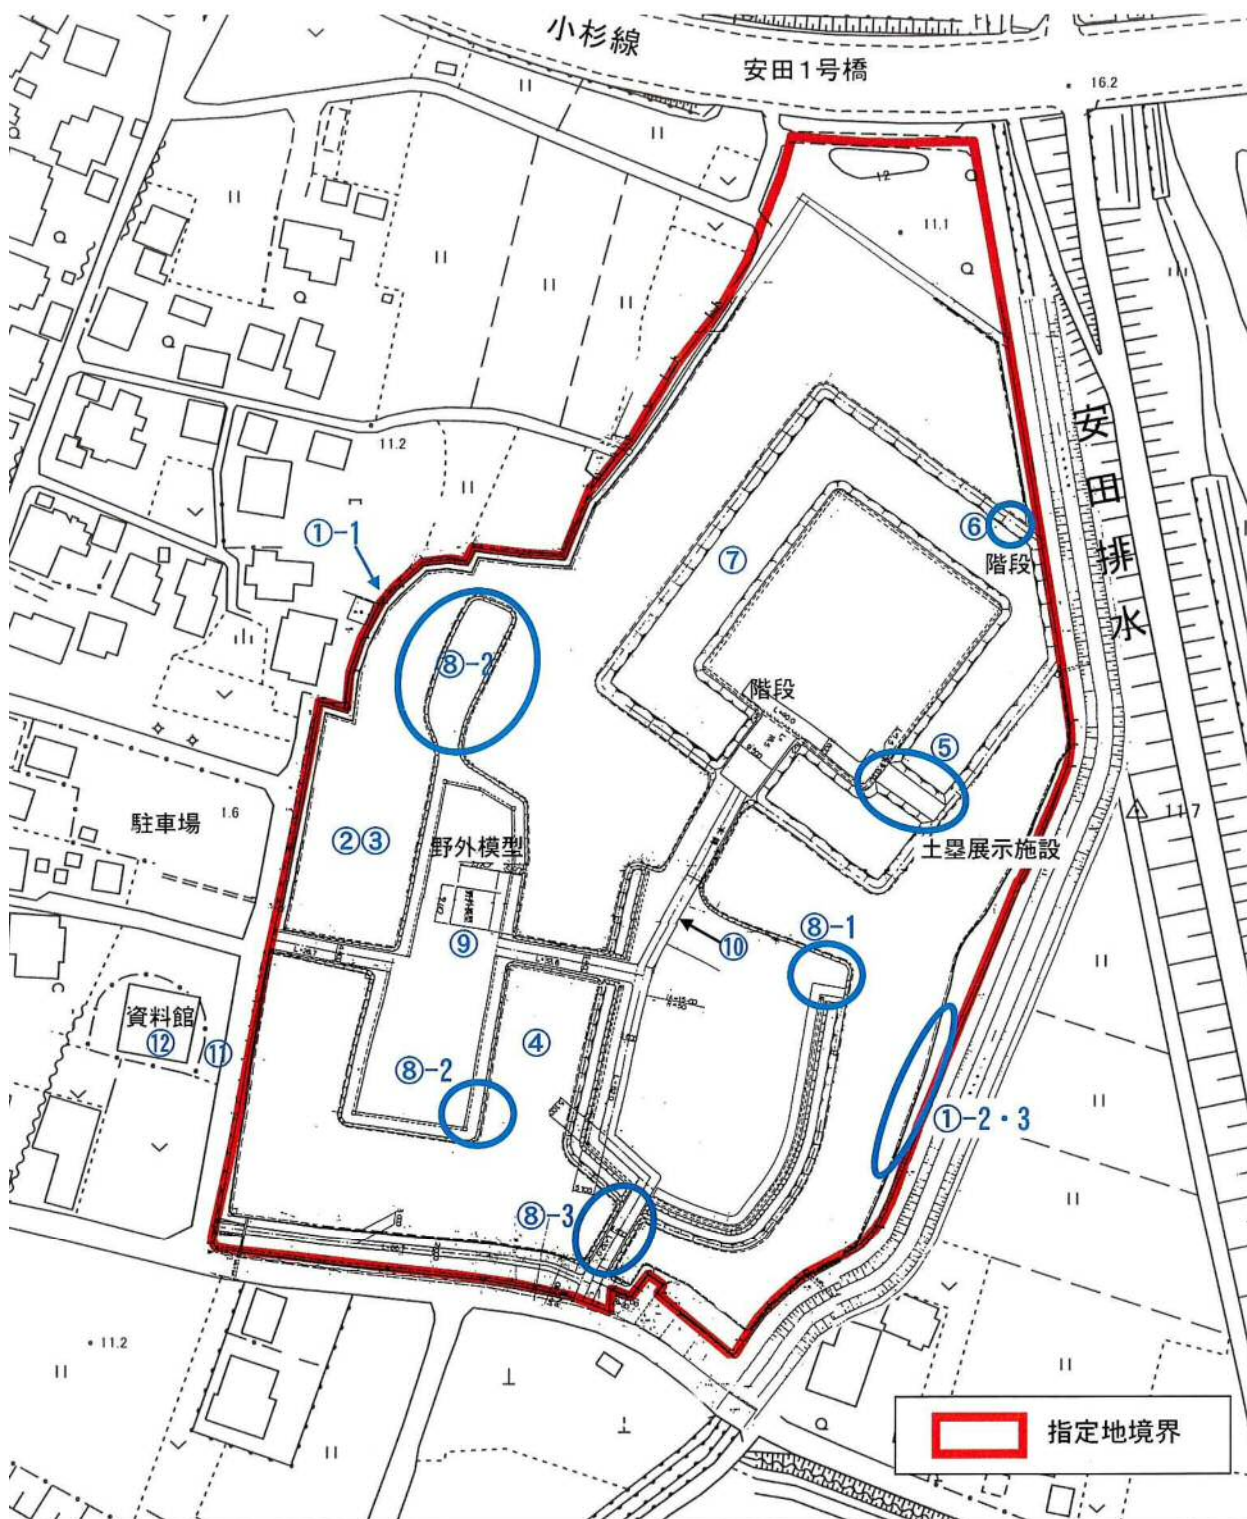 小杉線
安田1号橋
16.2
12
11.1
安田排水
11.2
①-1
⑥
階段
⑦
⑧-2
階段
⑤
11.7
駐車場
1.6
②③
野外模型
土塁展示施設
⑧-1
⑨
⑩
資料館
⑫
⑪
④
⑧-2
①-2・3
⑧-3
11.2
指定地境界